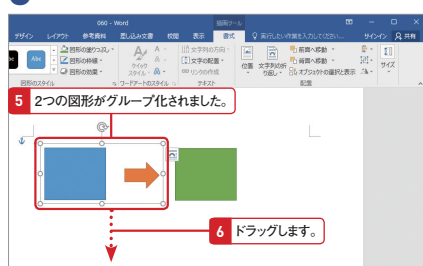 060 - Word
描画ツール
デザイン レイアウト 参考資料 差し込み文書 校閲 表示 書式 実行したい作業を入力してください... サインイン 共有
Abc
図形の塗りつぶし
図形の枠線
図形の効果
図形のスタイル
クイック
スタイル
ワードアートのスタイル
文字列の方向
文字の配置
リンクの作成
テキスト
位置
文字列の折
り返し
前面へ移動
背面へ移動
オブジェクトの選択と表示
配置
サイズ
5 2つの図形がグループ化されました。
6 ドラッグします。